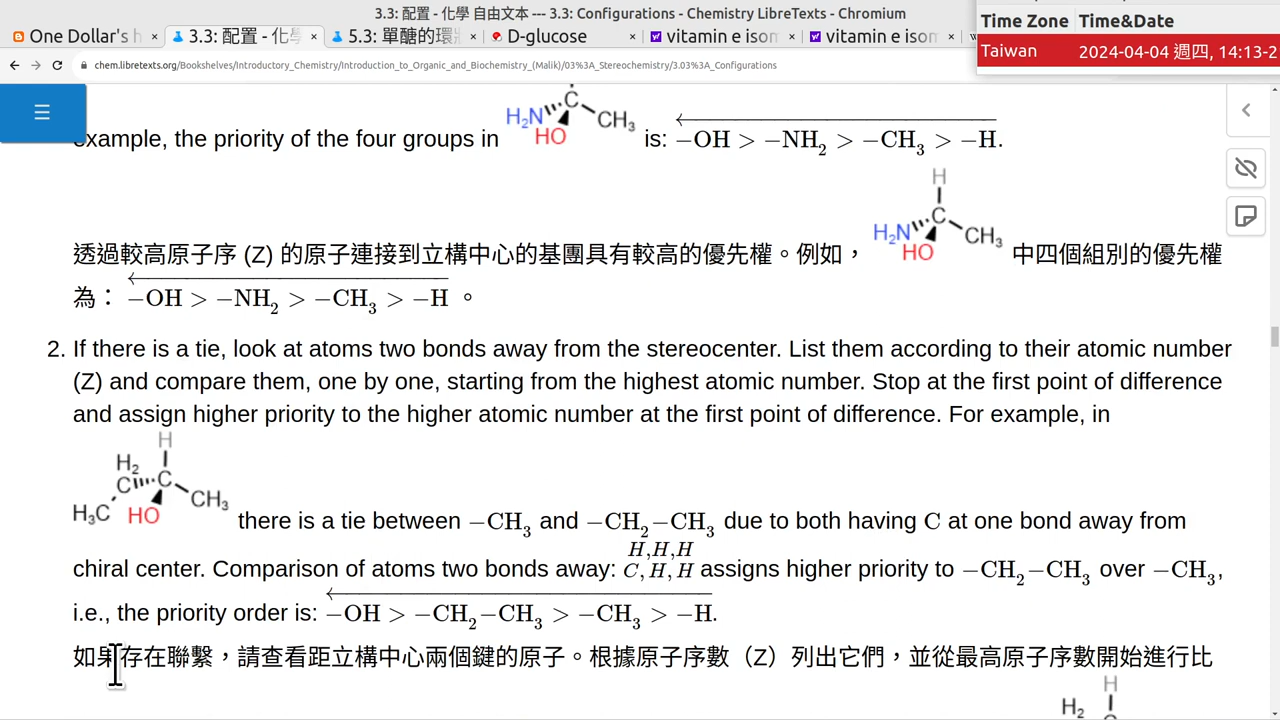 3.3: 配置 - 化學 自由文本 --- 3.3: Configurations - Chemistry LibreTexts - Chromium
Time Zone Time&Date
Taiwan 2024-04-04 週四, 14:13-2
One Dollar's h × 3.3: 配置 - 化學 × 5.3: 單醣的環 × D-glucose × vitamin e isom × vitamin e isom ×
chem.libretexts.org/Bookshelves/Introductory_Chemistry/Introduction_to_Organic_and_Biochemistry_(Malik)/03%3A_Stereochemistry/3.03%3A_Configurations
C
H₂N CH₃
HO
example, the priority of the four groups in is: −OH > −NH₂ > −CH₃ > −H.
H
C
H₂N CH₃
HO
透過較高原子序 (Z) 的原子連接到立構中心的基團具有較高的優先權。例如， 中四個組別的優先權
為： −OH > −NH₂ > −CH₃ > −H 。
2. If there is a tie, look at atoms two bonds away from the stereocenter. List them according to their atomic number
(Z) and compare them, one by one, starting from the highest atomic number. Stop at the first point of difference
and assign higher priority to the higher atomic number at the first point of difference. For example, in
H
H₂
C C
H₃C HO CH₃
there is a tie between −CH₃ and −CH₂−CH₃ due to both having C at one bond away from
H,H,H
chiral center. Comparison of atoms two bonds away: C,H,H assigns higher priority to −CH₂−CH₃ over −CH₃,
i.e., the priority order is: −OH > −CH₂−CH₃ > −CH₃ > −H.
如果存在聯繫，請查看距立構中心兩個鍵的原子。根據原子序數（Z）列出它們，並從最高原子序數開始進行比
H
H₂